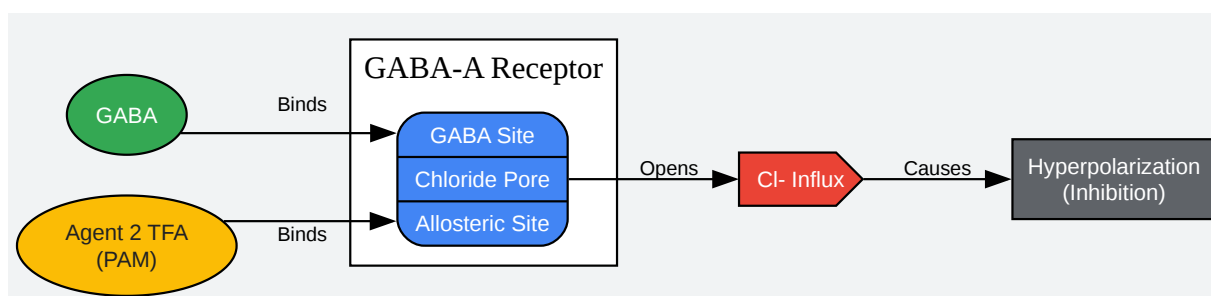 GABA-A Receptor
GABA
Binds
GABA Site
Chloride Pore
Allosteric Site
Agent 2 TFA
(PAM)
Binds
Opens
Cl- Influx
Causes
Hyperpolarization
(Inhibition)